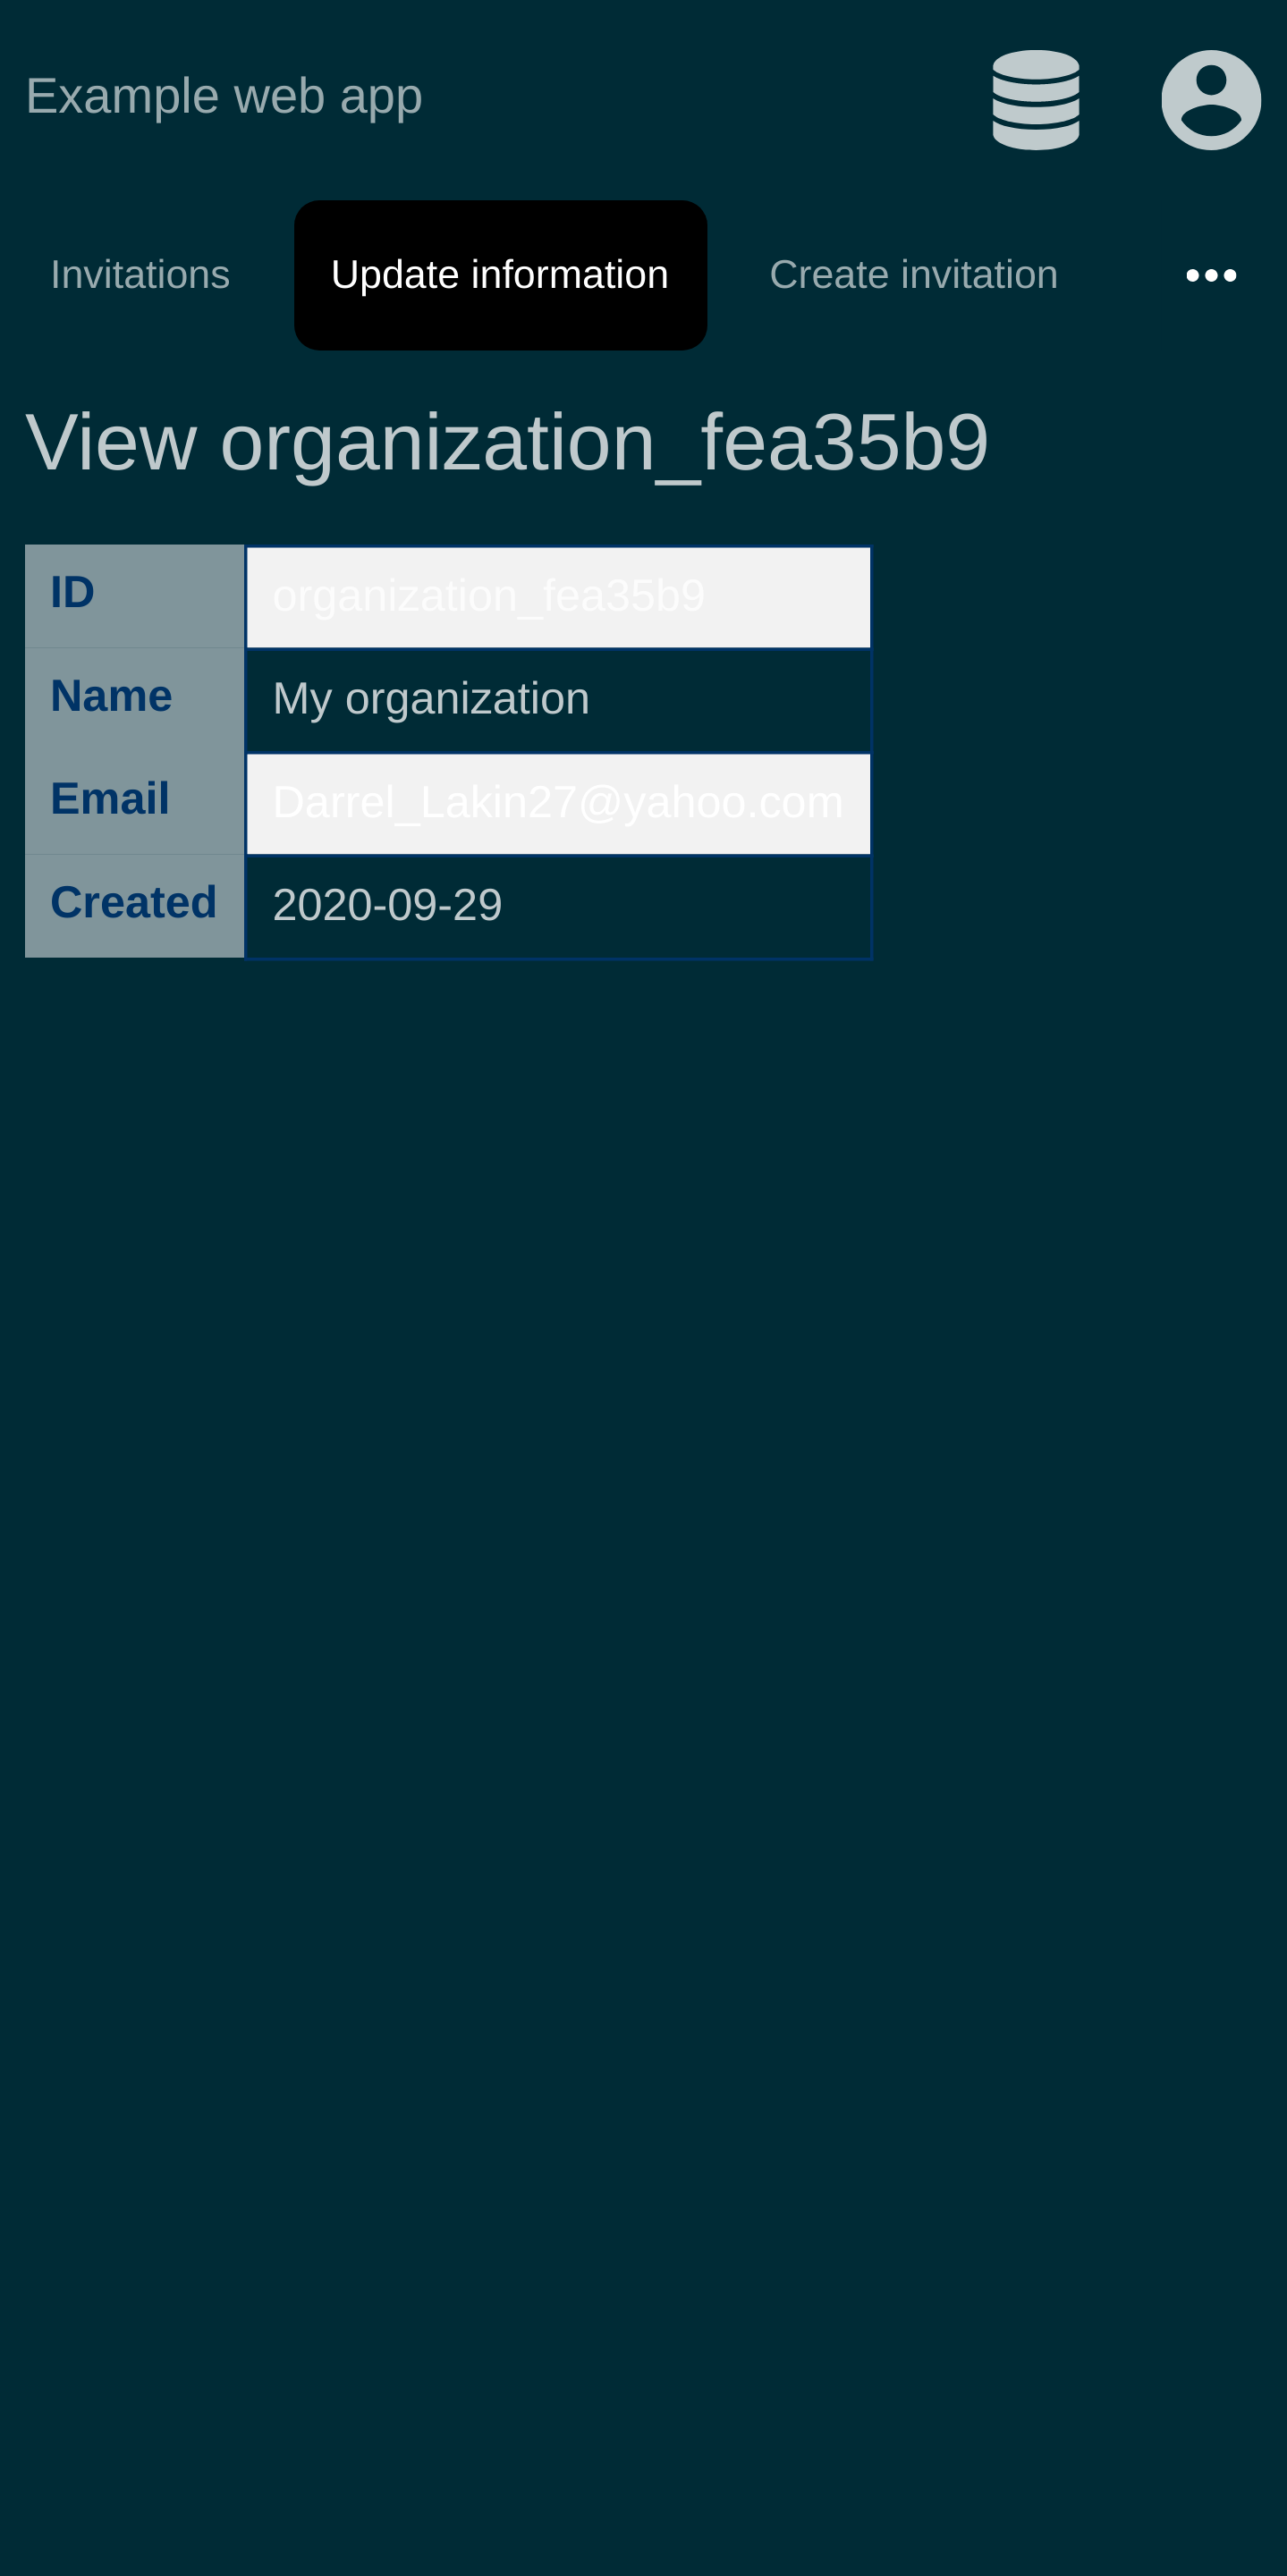 Example web app
Invitations Update information Create invitation
View organization_fea35b9
ID organization_fea35b9
Name My organization
Email Darrel_Lakin27@yahoo.com
Created 2020-09-29